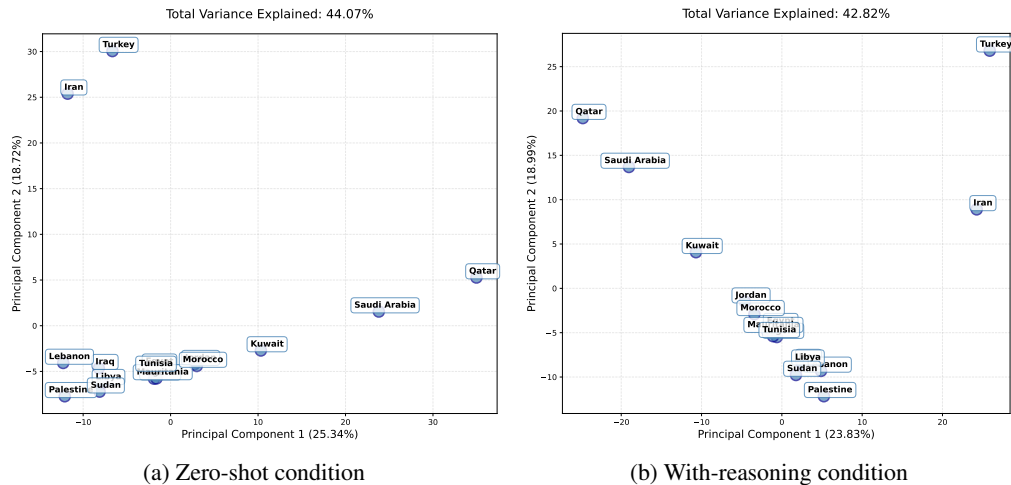 Total Variance Explained: 44.07%
Turkey
Iran
Qatar
Saudi Arabia
Kuwait
Lebanon
Iraq
Tunisia
Morocco
Mauritania
Libya
Sudan
Palestine
30
25
20
15
10
5
0
−5
−10
0
10
20
30
Principal Component 2 (18.72%)
Principal Component 1 (25.34%)
(a) Zero-shot condition
Total Variance Explained: 42.82%
Turkey
Qatar
Saudi Arabia
Iran
Kuwait
Jordan
Morocco
Tunisia
Libya
Sudan
Palestine
25
20
15
10
5
0
−5
−10
−20
−10
0
10
20
Principal Component 2 (18.99%)
Principal Component 1 (23.83%)
(b) With-reasoning condition